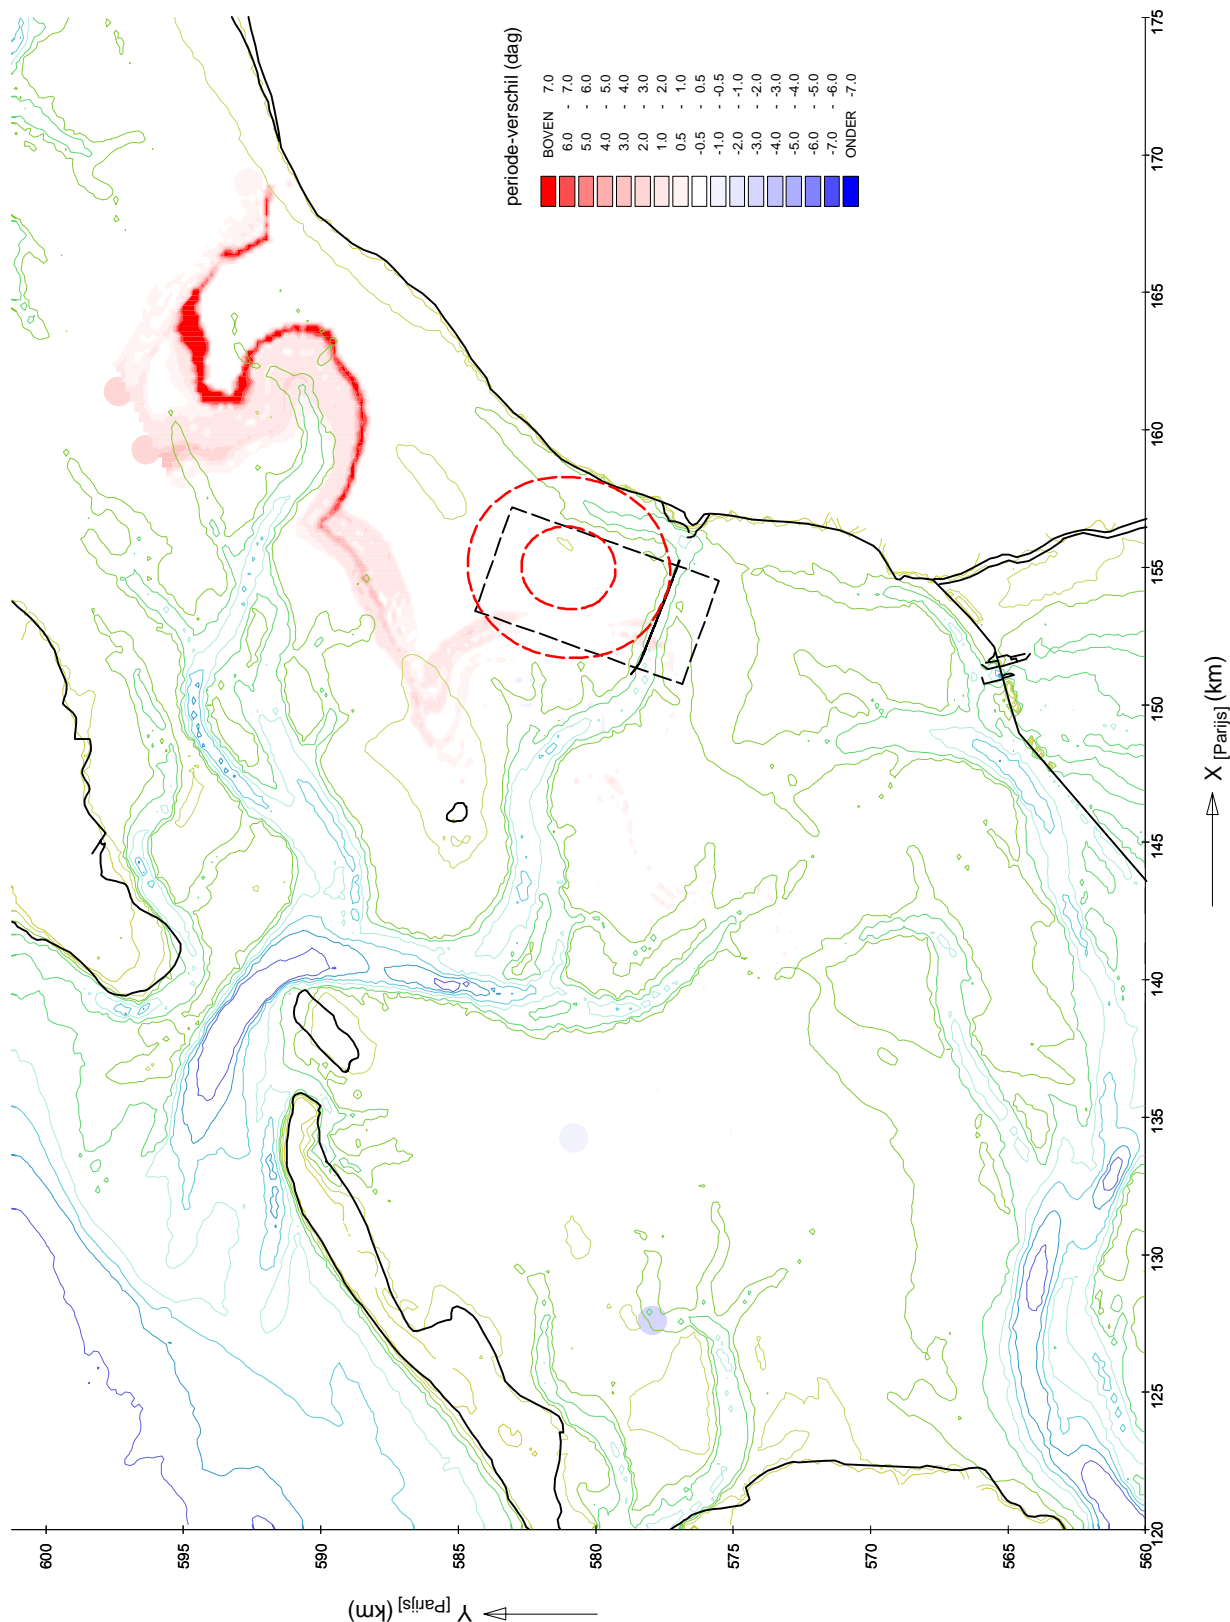 periode-verschil (dag)
BOVEN 7.0
6.0 - 7.0
5.0 - 6.0
4.0 - 5.0
3.0 - 4.0
2.0 - 3.0
1.0 - 2.0
0.5 - 1.0
-0.5 - 0.5
-1.0 - -0.5
-2.0 - -1.0
-3.0 - -2.0
-4.0 - -3.0
-5.0 - -4.0
-6.0 - -5.0
-7.0 - -6.0
ONDER -7.0
175
170
165
160
155
150
145
140
135
130
125
120
X [Parijs] (km)
600
595
590
585
580
575
570
565
560
Y [Parijs] (km)